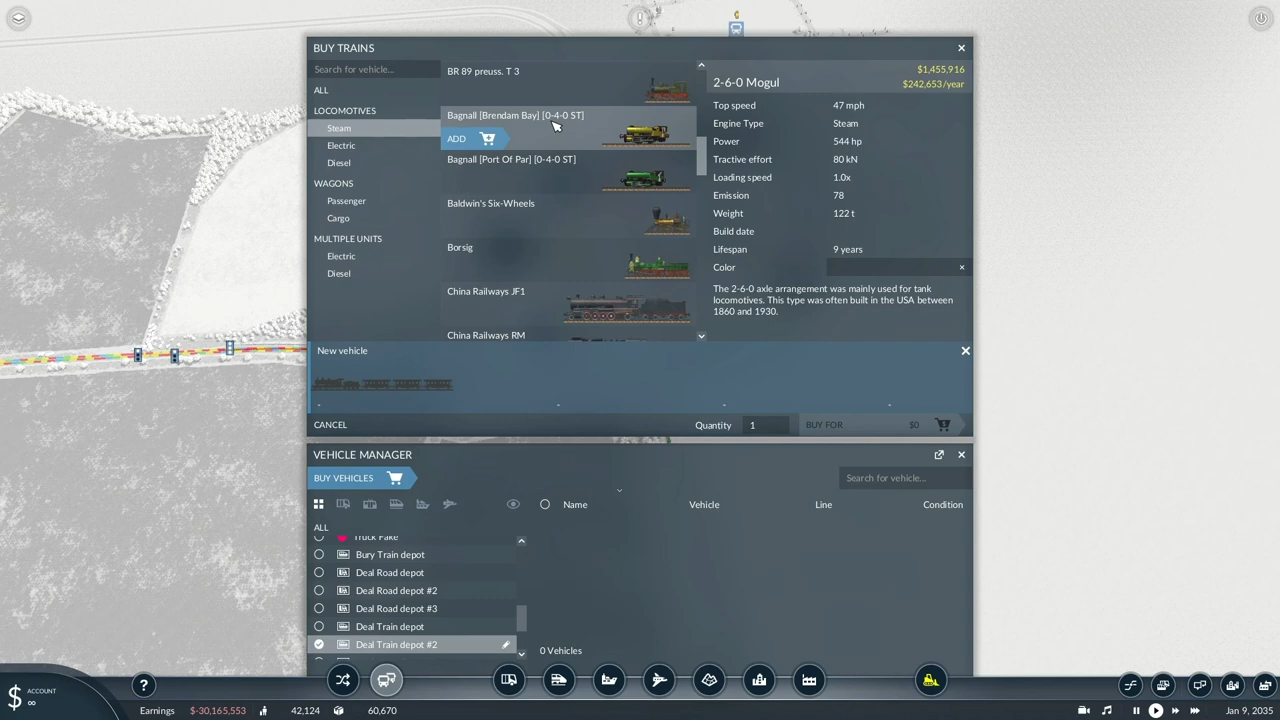 BUY TRAINS
Search for vehicle...
ALL
LOCOMOTIVES
Steam
Electric
Diesel
WAGONS
Passenger
Cargo
MULTIPLE UNITS
Electric
Diesel
BR 89 preuss. T 3
Bagnall [Brendam Bay] [0-4-0 ST]
ADD
Bagnall [Port Of Par] [0-4-0 ST]
Baldwin's Six-Wheels
Borsig
China Railways JF1
China Railways RM
$1,455,916
2-6-0 Mogul
$242,653/year
Top speed 47 mph
Engine Type Steam
Power 544 hp
Tractive effort 80 kN
Loading speed 1.0x
Emission 78
Weight 122 t
Build date
Lifespan 9 years
Color
The 2-6-0 axle arrangement was mainly used for tank
locomotives. This type was often built in the USA between
1860 and 1930.
New vehicle
- - - -
CANCEL
Quantity 1
BUY FOR $0
VEHICLE MANAGER
BUY VEHICLES
Search for vehicle...
Name Vehicle Line Condition
ALL
Truck Fake
Bury Train depot
Deal Road depot
Deal Road depot #2
Deal Road depot #3
Deal Train depot
Deal Train depot #2
0 Vehicles
$ ACCOUNT
∞
?
Earnings $-30,165,553 42,124 60,670
Jan 9, 2035